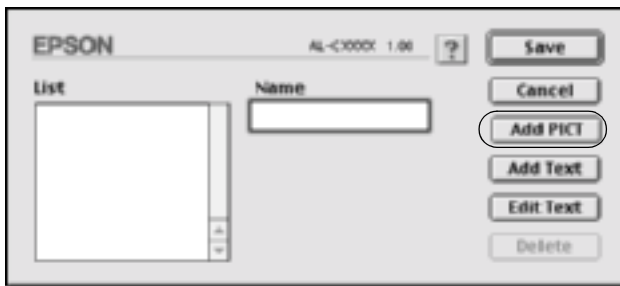 EPSON
AL-CXXXX 1.00
?
Save
List
Name
Cancel
Add PICT
Add Text
Edit Text
Delete